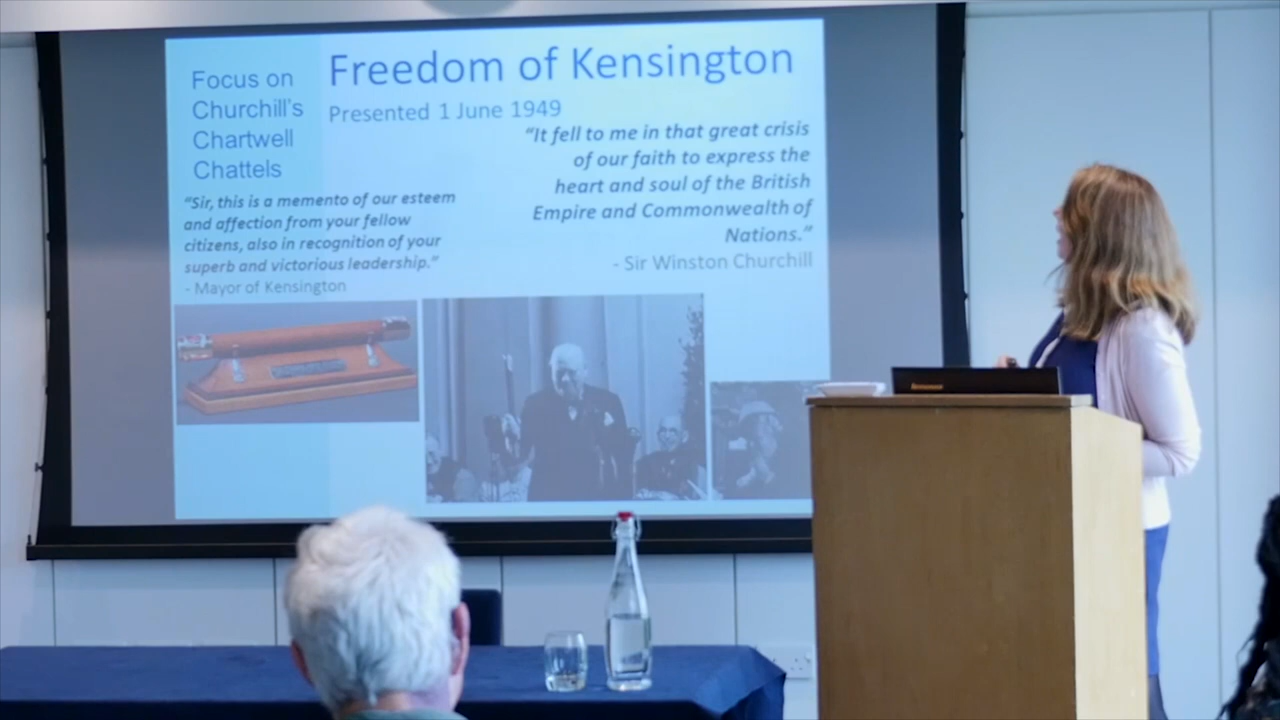 Focus on
Churchill's
Chartwell
Chattels
Freedom of Kensington
Presented 1 June 1949
"It fell to me in that great crisis
of our faith to express the
heart and soul of the British
Empire and Commonwealth of
Nations."
- Sir Winston Churchill
"Sir, this is a memento of our esteem
and affection from your fellow
citizens, also in recognition of your
superb and victorious leadership."
- Mayor of Kensington
lenovo